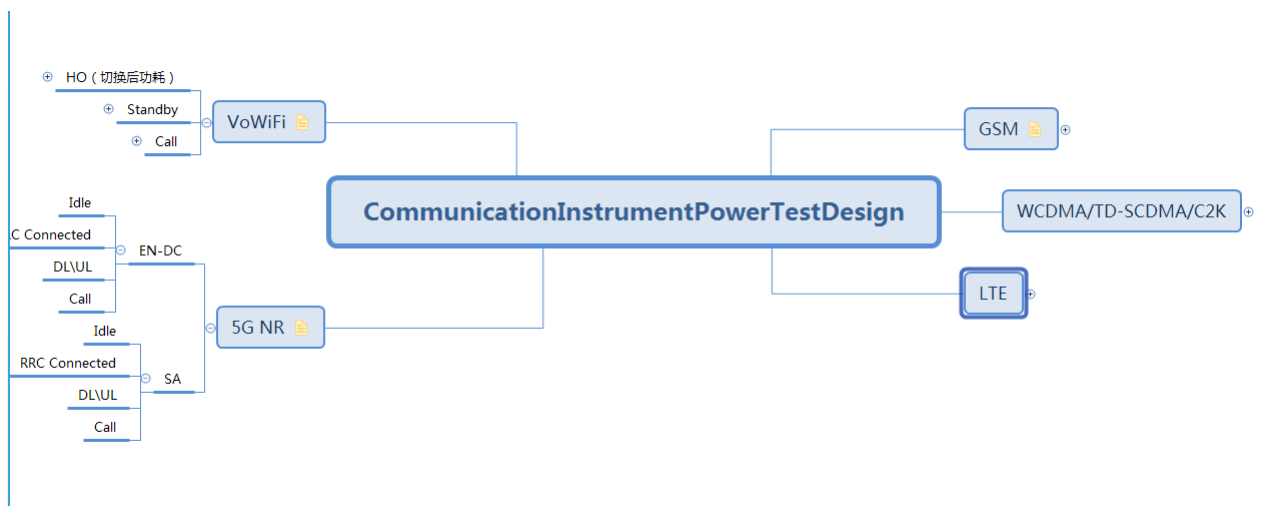 HO（切换后功耗）
Standby
Call
VoWiFi
GSM
CommunicationInstrumentPowerTestDesign
WCDMA/TD-SCDMA/C2K
LTE
Idle
C Connected
DL\UL
Call
EN-DC
5G NR
Idle
RRC Connected
DL\UL
Call
SA